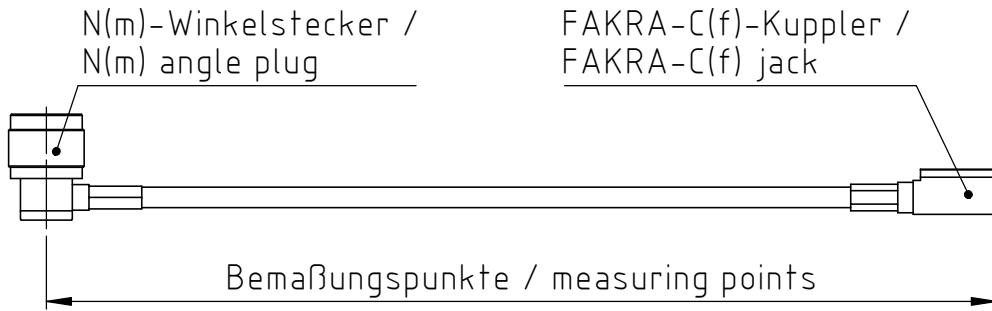 N(m)-Winkelstecker /
N(m) angle plug
FAKRA-C(f)-Kuppler /
FAKRA-C(f) jack
Bemaßungspunkte / measuring points